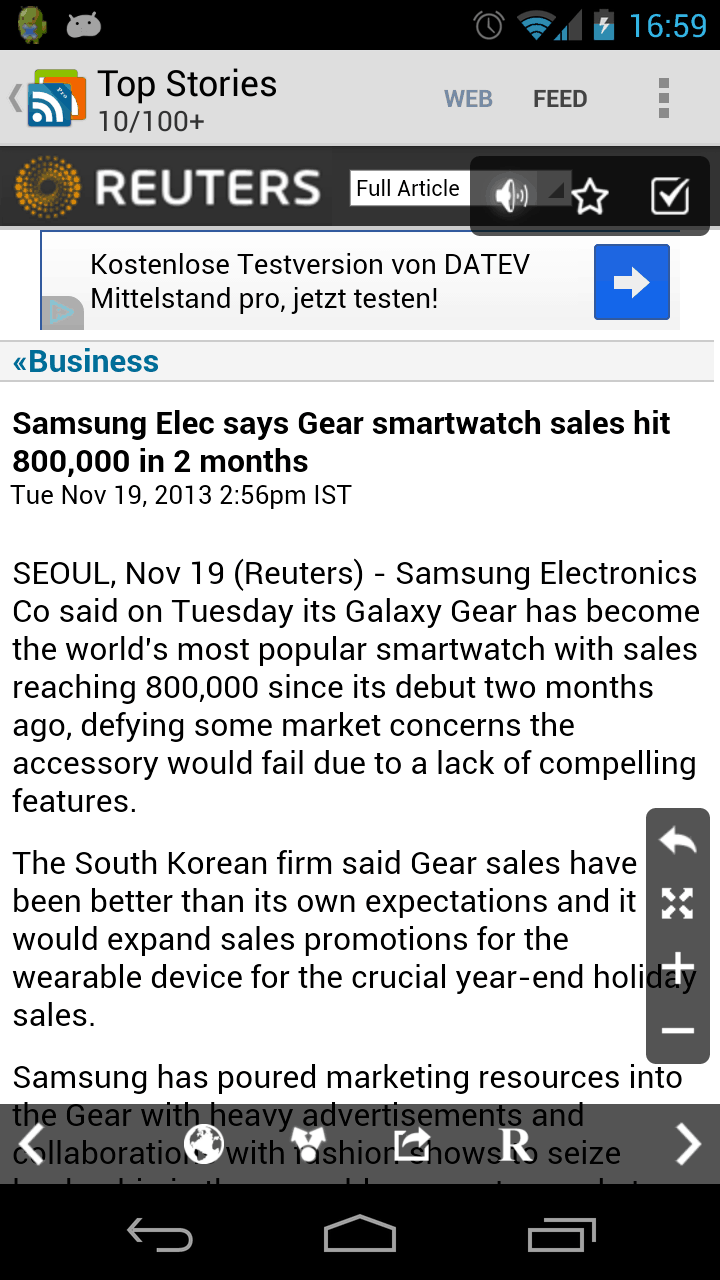 16:59
Top Stories
10/100+
WEB
FEED
REUTERS
Full Article
Kostenlose Testversion von DATEV
Mittelstand pro, jetzt testen!
«Business
Samsung Elec says Gear smartwatch sales hit
800,000 in 2 months
Tue Nov 19, 2013 2:56pm IST
SEOUL, Nov 19 (Reuters) - Samsung Electronics
Co said on Tuesday its Galaxy Gear has become
the world's most popular smartwatch with sales
reaching 800,000 since its debut two months
ago, defying some market concerns the
accessory would fail due to a lack of compelling
features.
The South Korean firm said Gear sales have
been better than its own expectations and it
would expand sales promotions for the
wearable device for the crucial year-end holiday
sales.
Samsung has poured marketing resources into
the Gear with heavy advertisements and
collaborations with fashion shows to seize
R